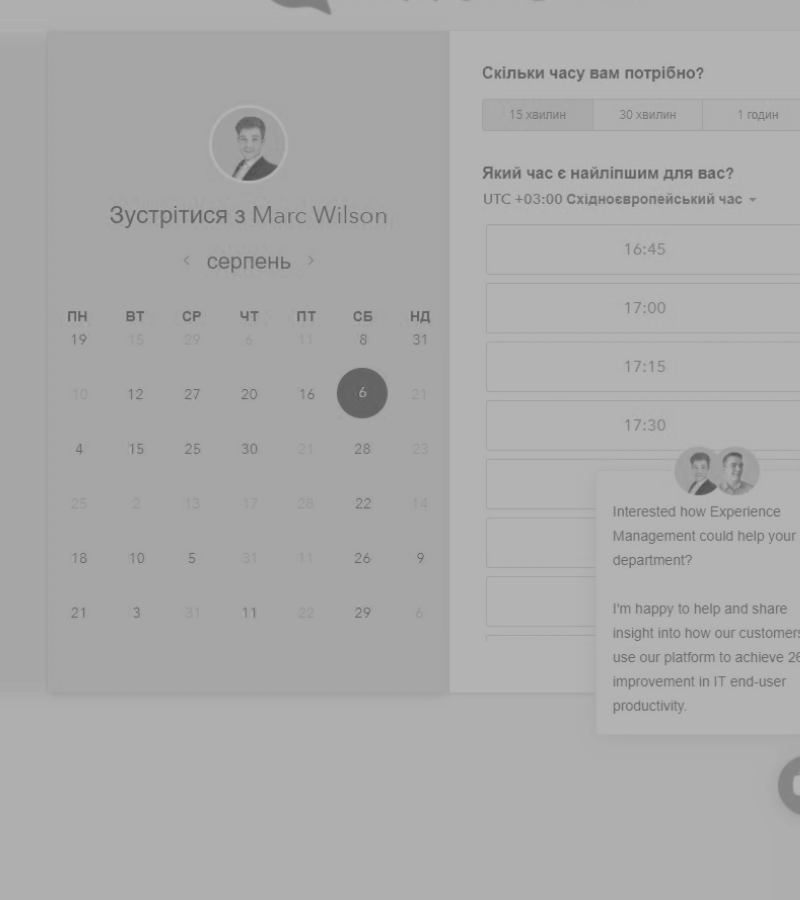 Зустрітися з Marc Wilson
серпень
ПН ВТ СР ЧТ ПТ СБ НД
19 15 29 6 11 8 31
10 12 27 20 16 6 21
4 15 25 30 21 28 23
25 2 13 17 28 22 14
18 10 5 31 11 26 9
21 3 31 11 22 29 6
Скільки часу вам потрібно?
15 хвилин 30 хвилин 1 годин
Який час є найліпшим для вас?
UTC +03:00 Східноєвропейський час
16:45
17:00
17:15
17:30
Interested how Experience
Management could help your
department?
I'm happy to help and share
insight into how our customers
use our platform to achieve 26
improvement in IT end-user
productivity.